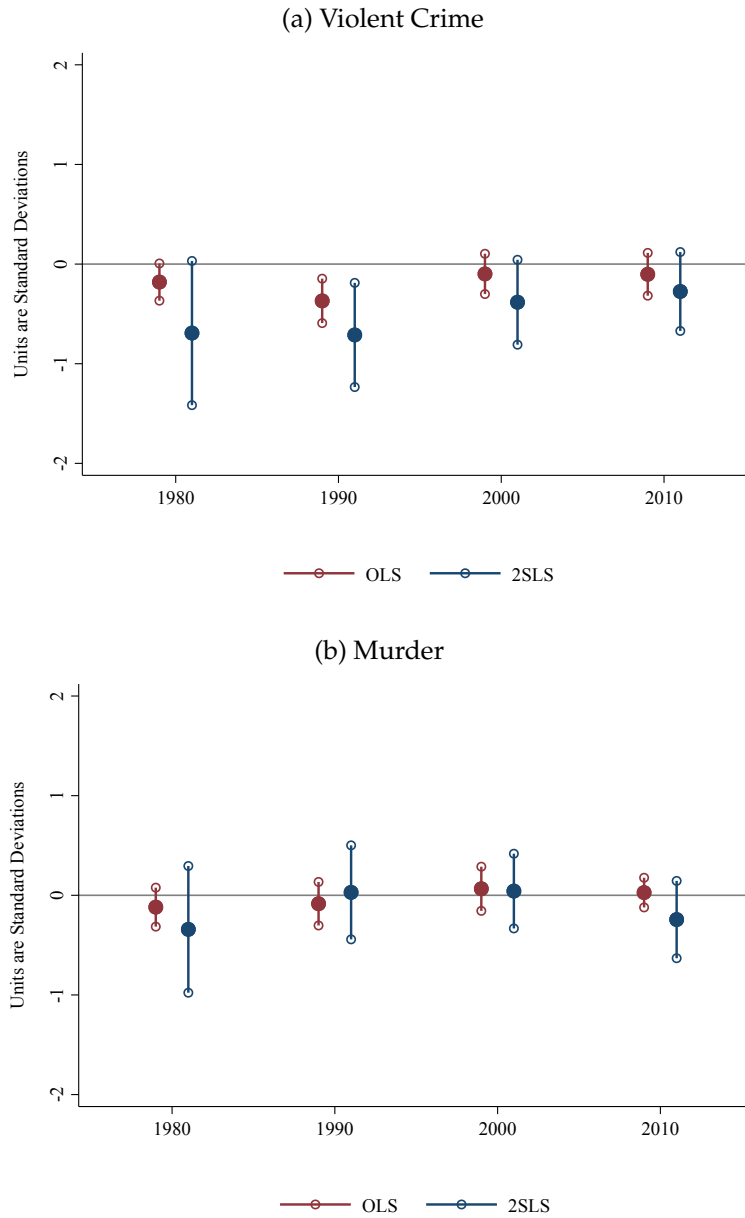 (a) Violent Crime
Units are Standard Deviations
2
1
0
-1
-2
1980 1990 2000 2010
OLS 2SLS
(b) Murder
Units are Standard Deviations
2
1
0
-1
-2
1980 1990 2000 2010
OLS 2SLS